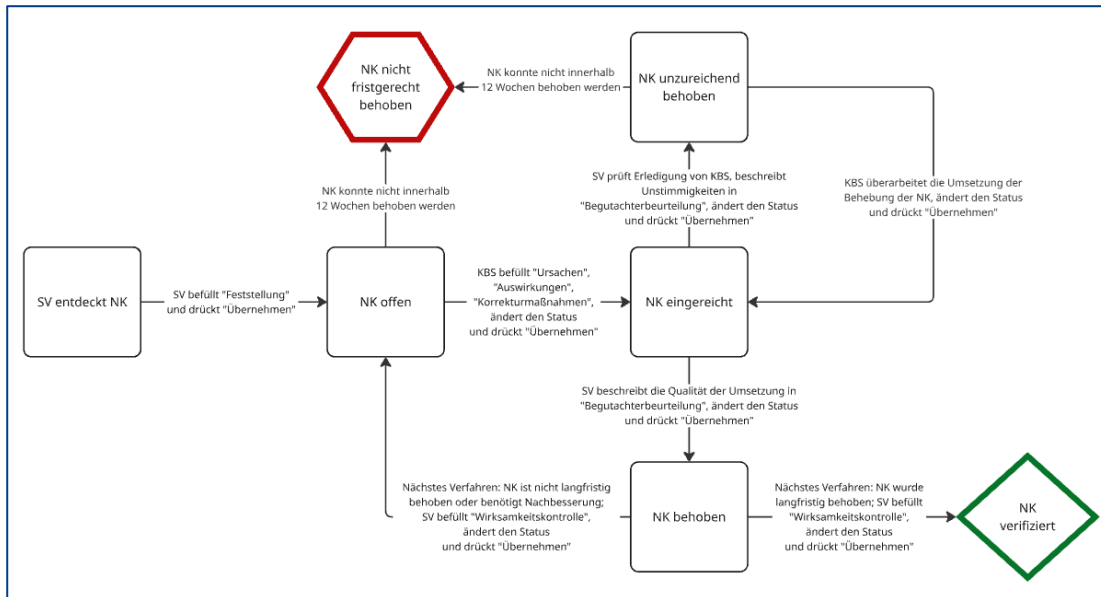 NK nicht
fristgerecht
behoben
NK konnte nicht innerhalb
12 Wochen behoben werden
NK unzureichend
behoben
NK konnte nicht innerhalb
12 Wochen behoben werden
SV prüft Erledigung von KBS, beschreibt
Unstimmigkeiten in
"Begutachterbeurteilung", ändert den Status
und drückt "Übernehmen"
KBS überarbeitet die Umsetzung der
Behebung der NK, ändert den Status
und drückt "Übernehmen"
SV entdeckt NK
SV befüllt "Feststellung"
und drückt "Übernehmen"
NK offen
KBS befüllt "Ursachen",
"Auswirkungen",
"Korrekturmaßnahmen",
ändert den Status
und drückt "Übernehmen"
NK eingereicht
SV beschreibt die Qualität der Umsetzung in
"Begutachterbeurteilung", ändert den Status
und drückt "Übernehmen"
Nächstes Verfahren: NK ist nicht langfristig
behoben oder benötigt Nachbesserung;
SV befüllt "Wirksamkeitskontrolle",
ändert den Status
und drückt "Übernehmen"
NK behoben
Nächstes Verfahren: NK wurde
langfristig behoben; SV befüllt
"Wirksamkeitskontrolle",
ändert den Status
und drückt "Übernehmen"
NK
verifiziert